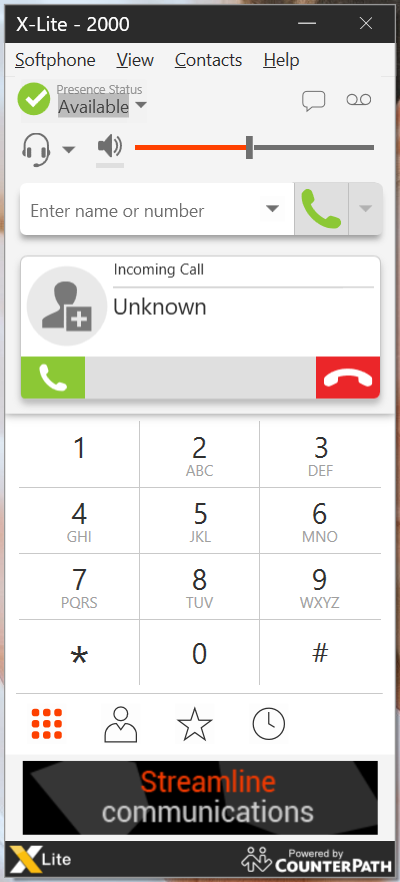 X-Lite - 2000
Softphone View Contacts Help
Presence Status
Available
Enter name or number
Incoming Call
Unknown
1 2 3
ABC DEF
4 5 6
GHI JKL MNO
7 8 9
PQRS TUV WXYZ
* 0 #
Streamline
communications
X Lite
Powered by
COUNTERPATH